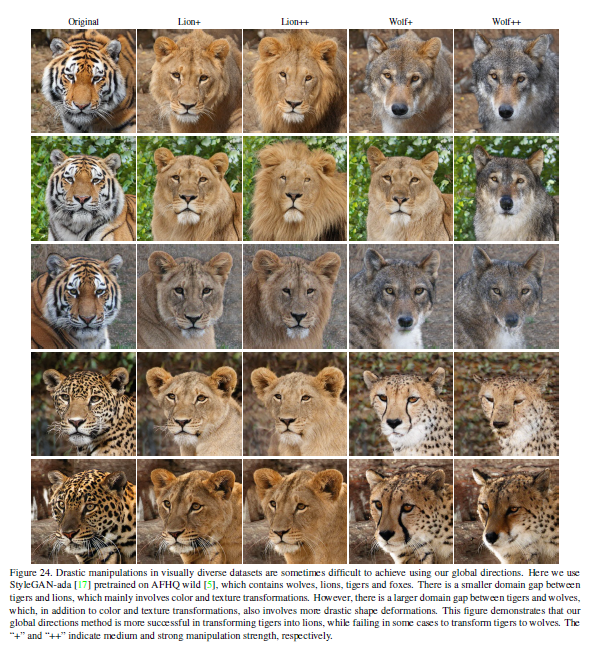 Original Lion+ Lion++ Wolf+ Wolf++
Figure 24. Drastic manipulations in visually diverse datasets are sometimes difficult to achieve using our global directions. Here we use
StyleGAN-ada [17] pretrained on AFHQ wild [5], which contains wolves, lions, tigers and foxes. There is a smaller domain gap between
tigers and lions, which mainly involves color and texture transformations. However, there is a larger domain gap between tigers and wolves,
which, in addition to color and texture transformations, also involves more drastic shape deformations. This figure demonstrates that our
global directions method is more successful in transforming tigers into lions, while failing in some cases to transform tigers to wolves. The
“+” and “++” indicate medium and strong manipulation strength, respectively.